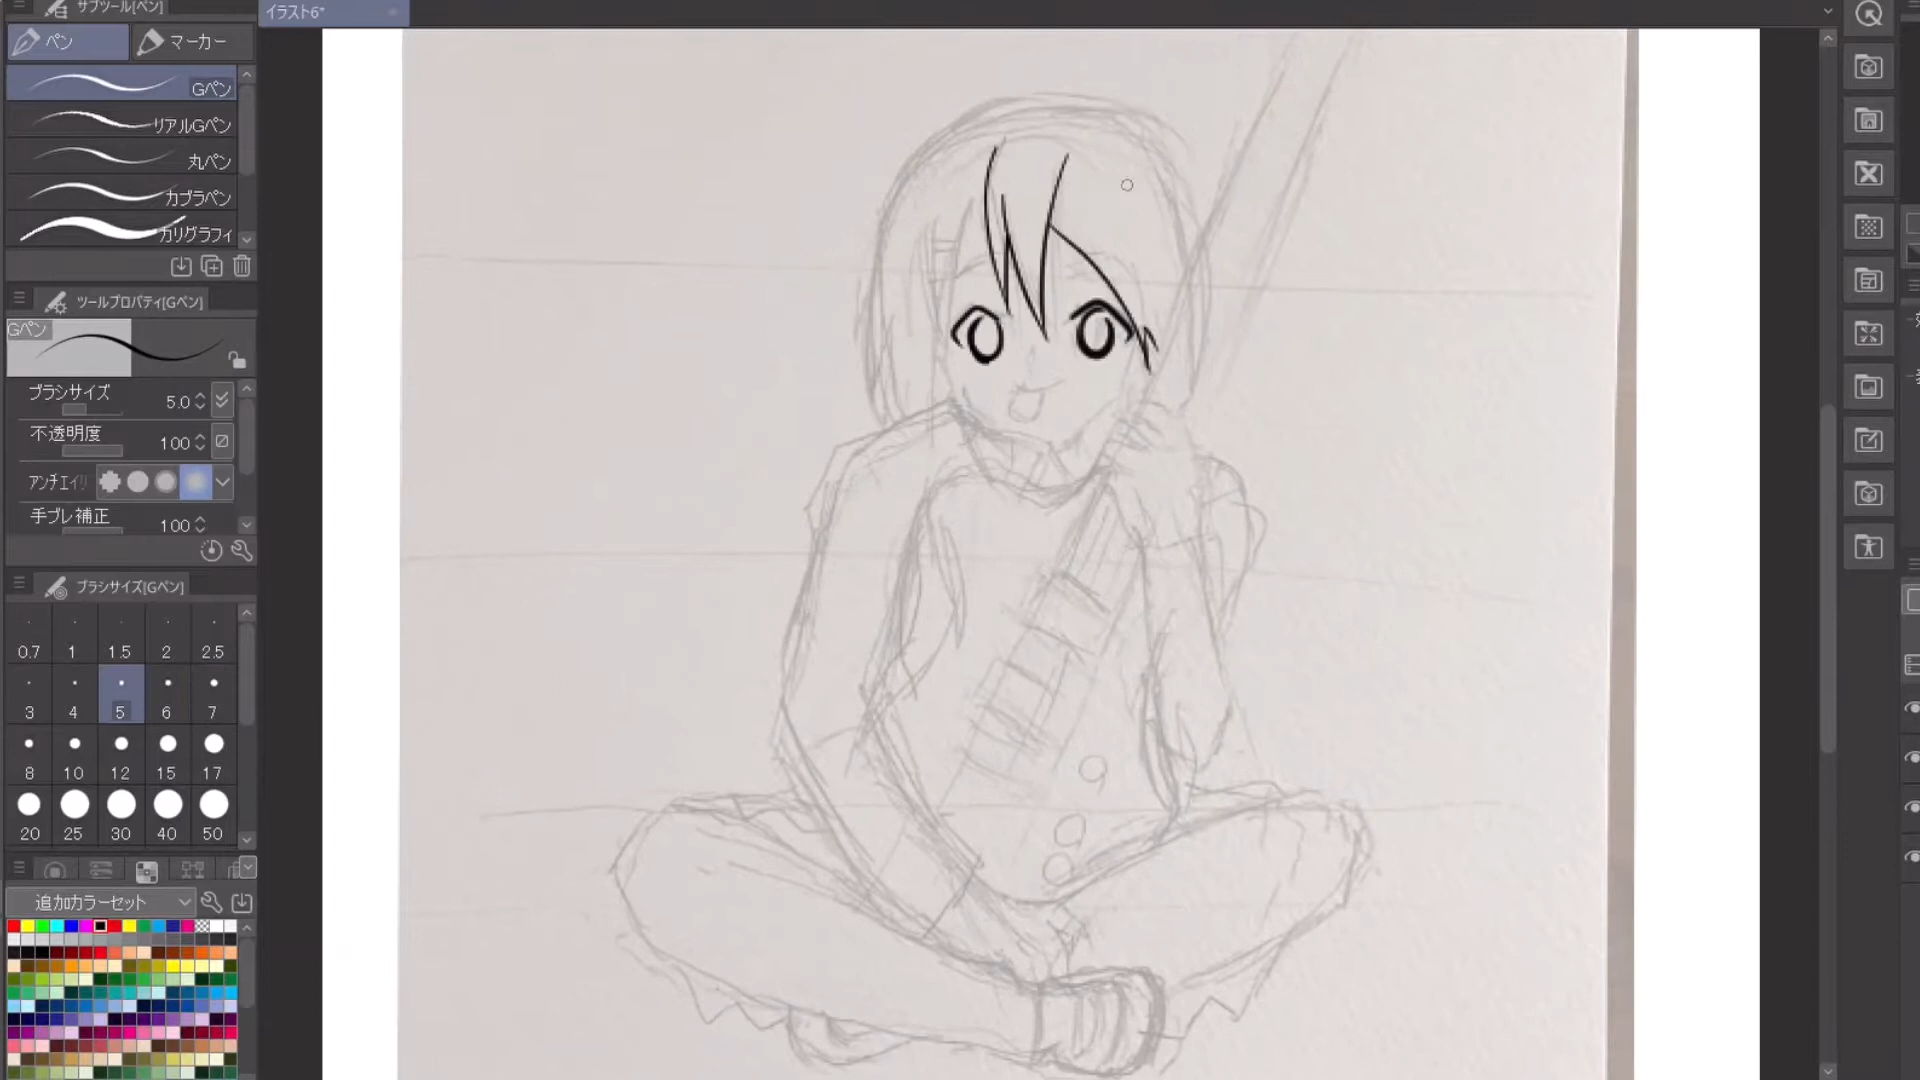 サブツール[ペン]
イラスト6*
ペン
マーカー
Gペン
リアルGペン
丸ペン
カブラペン
カリグラフィ
ツールプロパティ[Gペン]
Gペン
ブラシサイズ
5.0
不透明度
100
アンチエイリ
手ブレ補正
100
ブラシサイズ[Gペン]
0.7 1 1.5 2 2.5
3 4 5 6 7
8 10 12 15 17
20 25 30 40 50
追加カラーセット